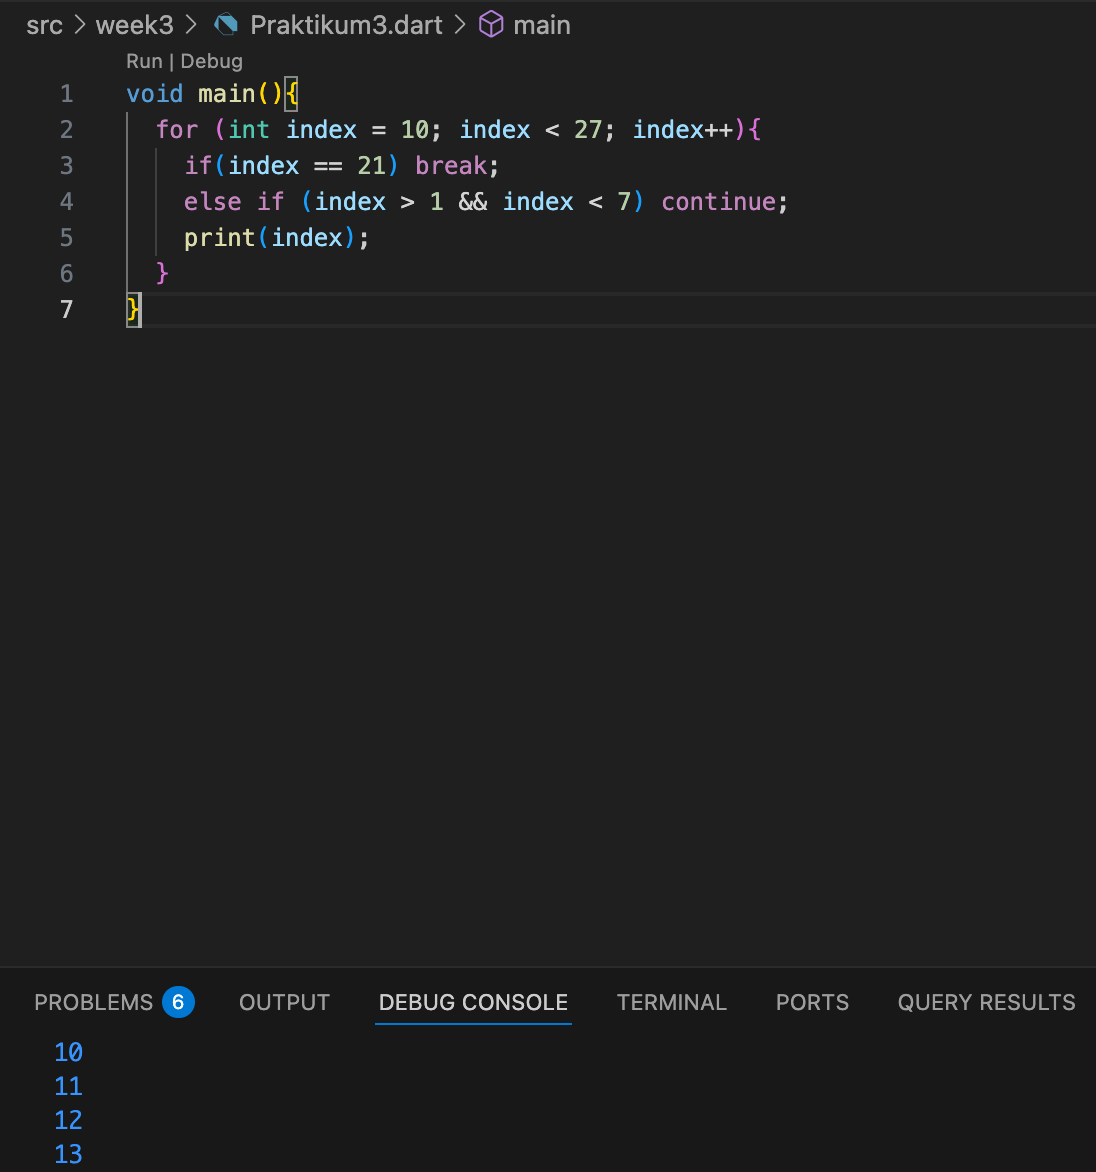 src > week3 > Praktikum3.dart > main
Run | Debug
1 void main(){
2   for (int index = 10; index < 27; index++){
3     if(index == 21) break;
4     else if (index > 1 && index < 7) continue;
5     print(index);
6   }
7 }
PROBLEMS 6 OUTPUT DEBUG CONSOLE TERMINAL PORTS QUERY RESULTS
10
11
12
13